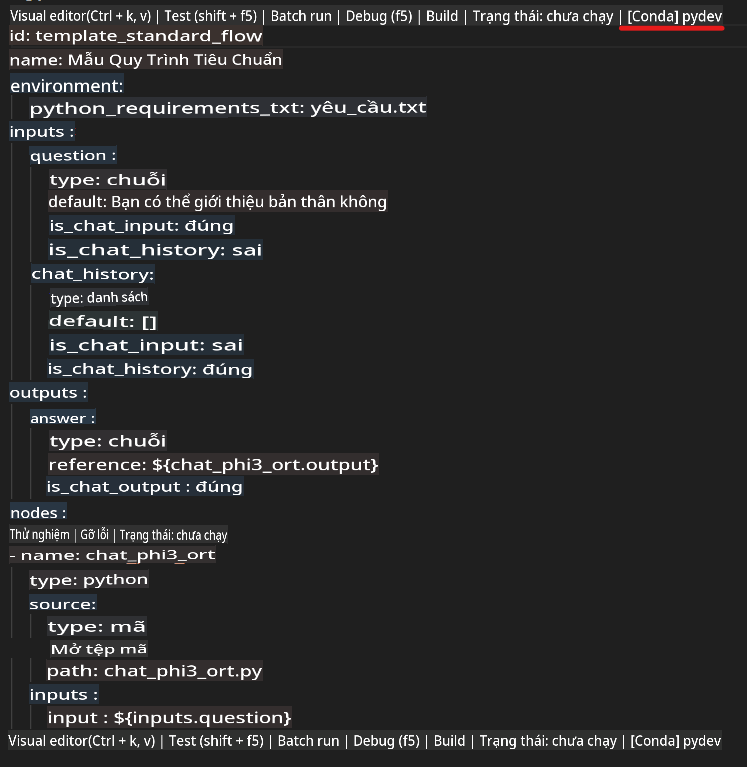 Visual editor(Ctrl + k, v) | Test (shift + f5) | Batch run | Debug (f5) | Build | Trạng thái: chưa chạy | [Conda] pydev
id: template_standard_flow
name: Mẫu Quy Trình Tiêu Chuẩn
environment:
python_requirements_txt: yêu_cầu.txt
inputs :
question :
type: chuỗi
default: Bạn có thể giới thiệu bản thân không
is_chat_input: đúng
is_chat_history: sai
chat_history:
type: danh sách
default: []
is_chat_input: sai
is_chat_history: đúng
outputs :
answer :
type: chuỗi
reference: ${chat_phi3_ort.output}
is_chat_output : đúng
nodes :
Thử nghiệm | Gỡ lỗi | Trạng thái: chưa chạy
- name: chat_phi3_ort
type: python
source:
type: mã
Mở tệp mã
path: chat_phi3_ort.py
inputs :
input : ${inputs.question}
Visual editor(Ctrl + k, v) | Test (shift + f5) | Batch run | Debug (f5) | Build | Trạng thái: chưa chạy | [Conda] pydev